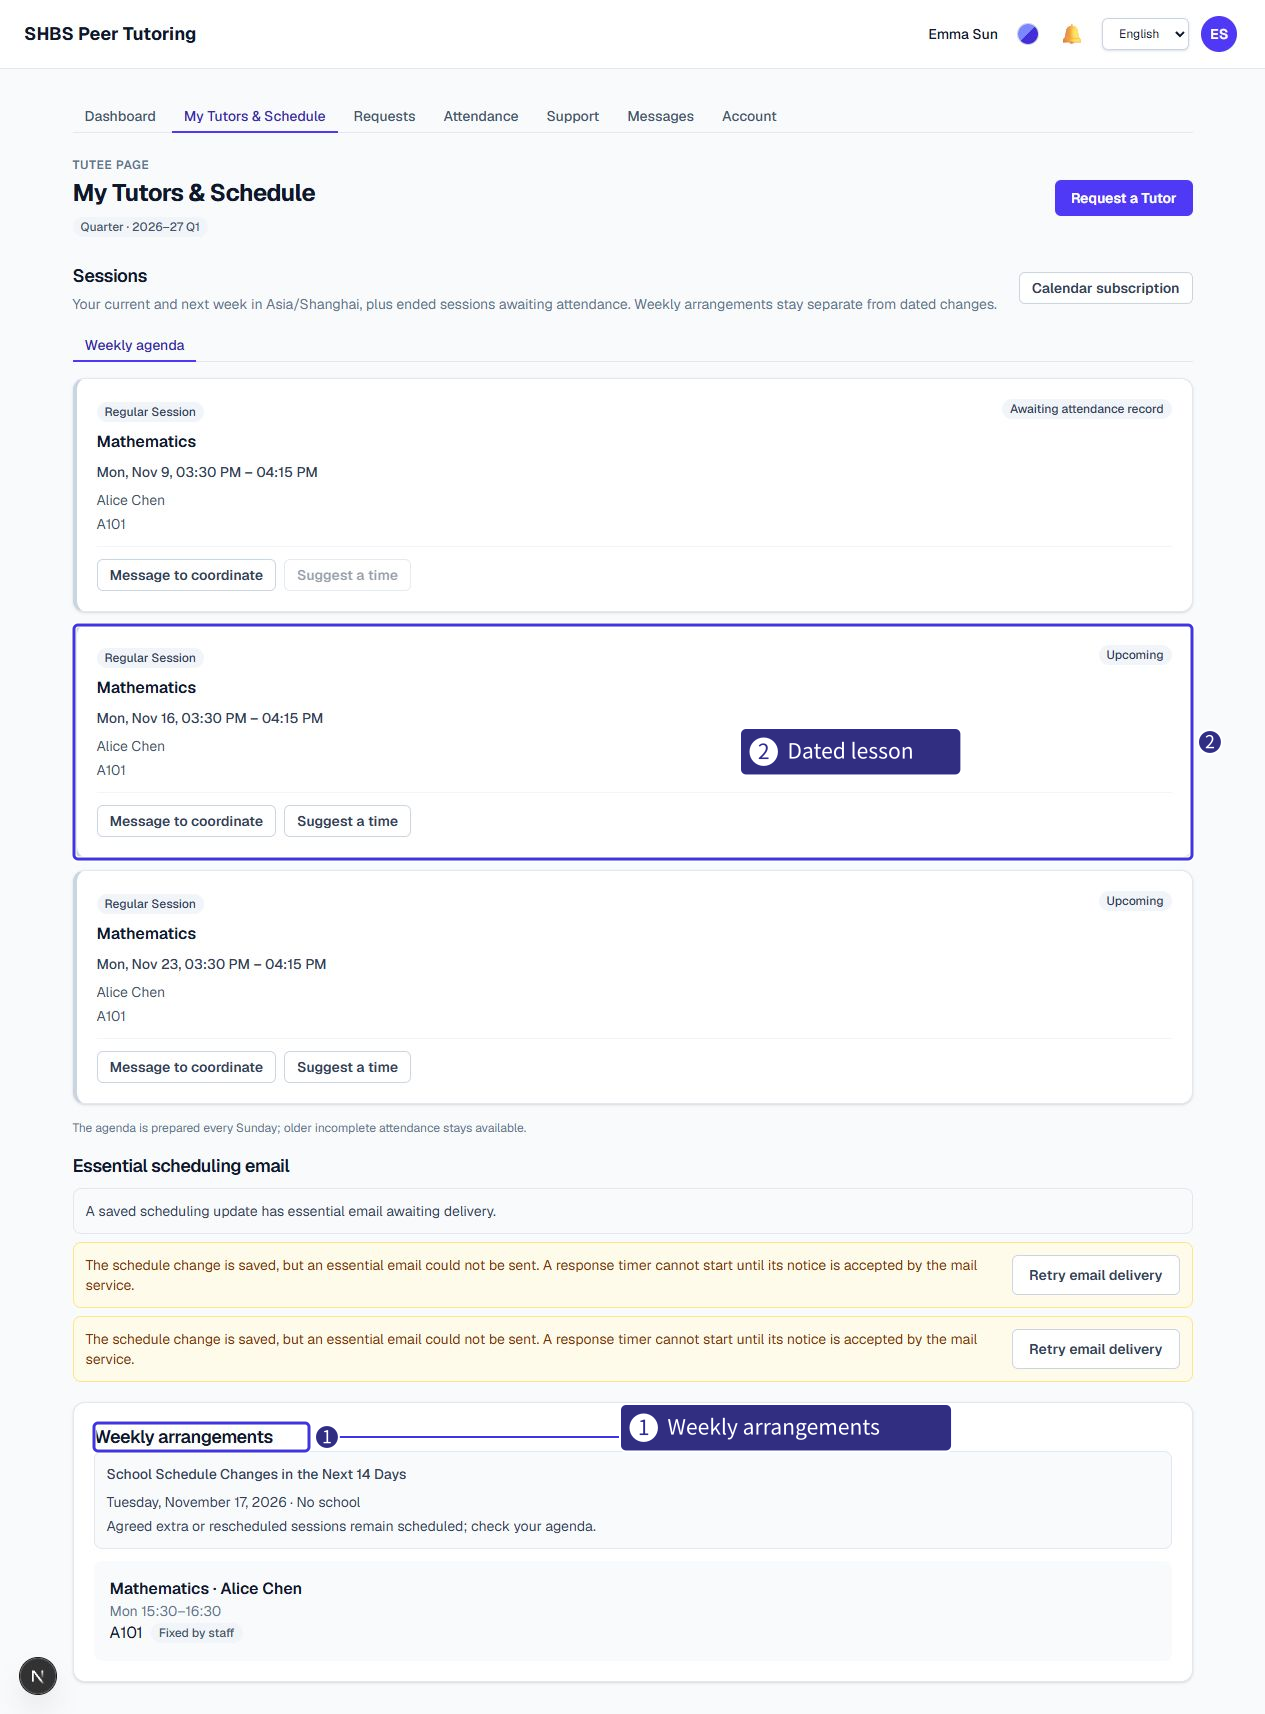 SHBS Peer Tutoring
Emma Sun
English
ES
Dashboard
My Tutors & Schedule
Requests
Attendance
Support
Messages
Account
TUTEE PAGE
My Tutors & Schedule
Request a Tutor
Quarter · 2026–27 Q1
Sessions
Your current and next week in Asia/Shanghai, plus ended sessions awaiting attendance. Weekly arrangements stay separate from dated changes.
Calendar subscription
Weekly agenda
Regular Session
Awaiting attendance record
Mathematics
Mon, Nov 9, 03:30 PM – 04:15 PM
Alice Chen
A101
Message to coordinate
Suggest a time
Regular Session
Upcoming
Mathematics
Mon, Nov 16, 03:30 PM – 04:15 PM
Alice Chen
2 Dated lesson
2
A101
Message to coordinate
Suggest a time
Regular Session
Upcoming
Mathematics
Mon, Nov 23, 03:30 PM – 04:15 PM
Alice Chen
A101
Message to coordinate
Suggest a time
The agenda is prepared every Sunday; older incomplete attendance stays available.
Essential scheduling email
A saved scheduling update has essential email awaiting delivery.
The schedule change is saved, but an essential email could not be sent. A response timer cannot start until its notice is accepted by the mail
service.
Retry email delivery
The schedule change is saved, but an essential email could not be sent. A response timer cannot start until its notice is accepted by the mail
service.
Retry email delivery
Weekly arrangements
1
1 Weekly arrangements
School Schedule Changes in the Next 14 Days
Tuesday, November 17, 2026 · No school
Agreed extra or rescheduled sessions remain scheduled; check your agenda.
Mathematics · Alice Chen
Mon 15:30–16:30
A101 Fixed by staff
N